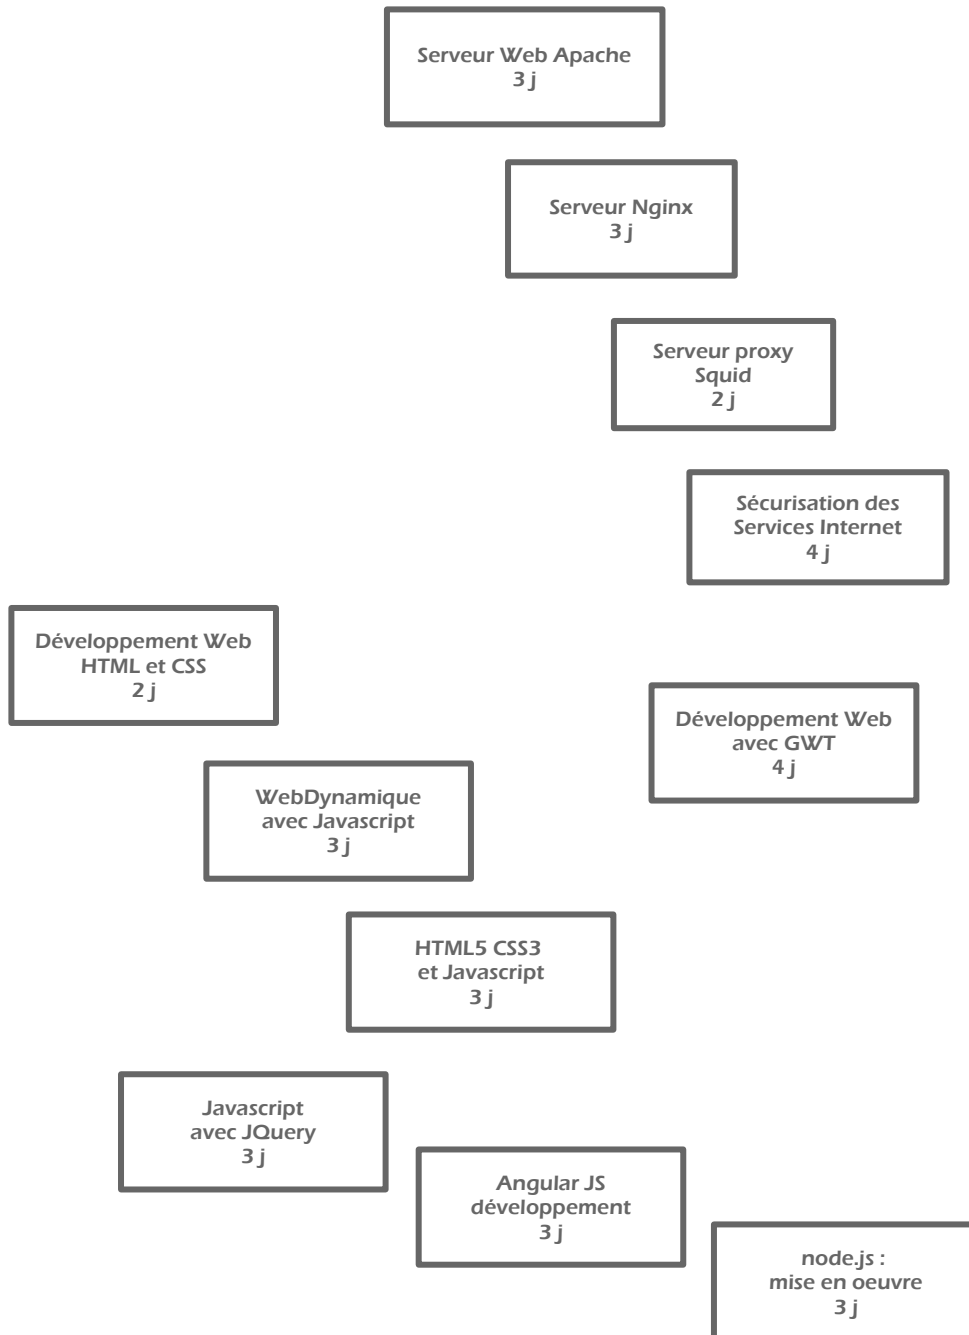 Serveur Web Apache
3 j
Serveur Nginx
3 j
Serveur proxy
Squid
2 j
Sécurisation des
Services Internet
4 j
Développement Web
HTML et CSS
2 j
Développement Web
avec GWT
4 j
WebDynamique
avec Javascript
3 j
HTML5 CSS3
et Javascript
3 j
Javascript
avec JQuery
3 j
Angular JS
développement
3 j
node.js :
mise en oeuvre
3 j